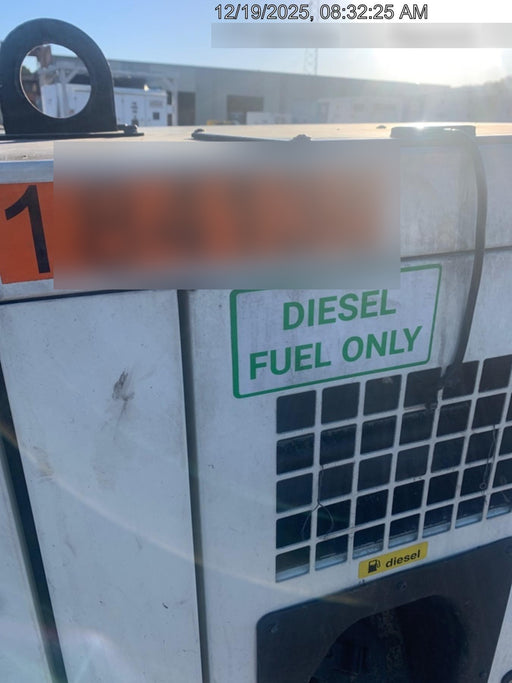 12/19/2025, 08:32:25 AM
1
DIESEL
FUEL ONLY
diesel